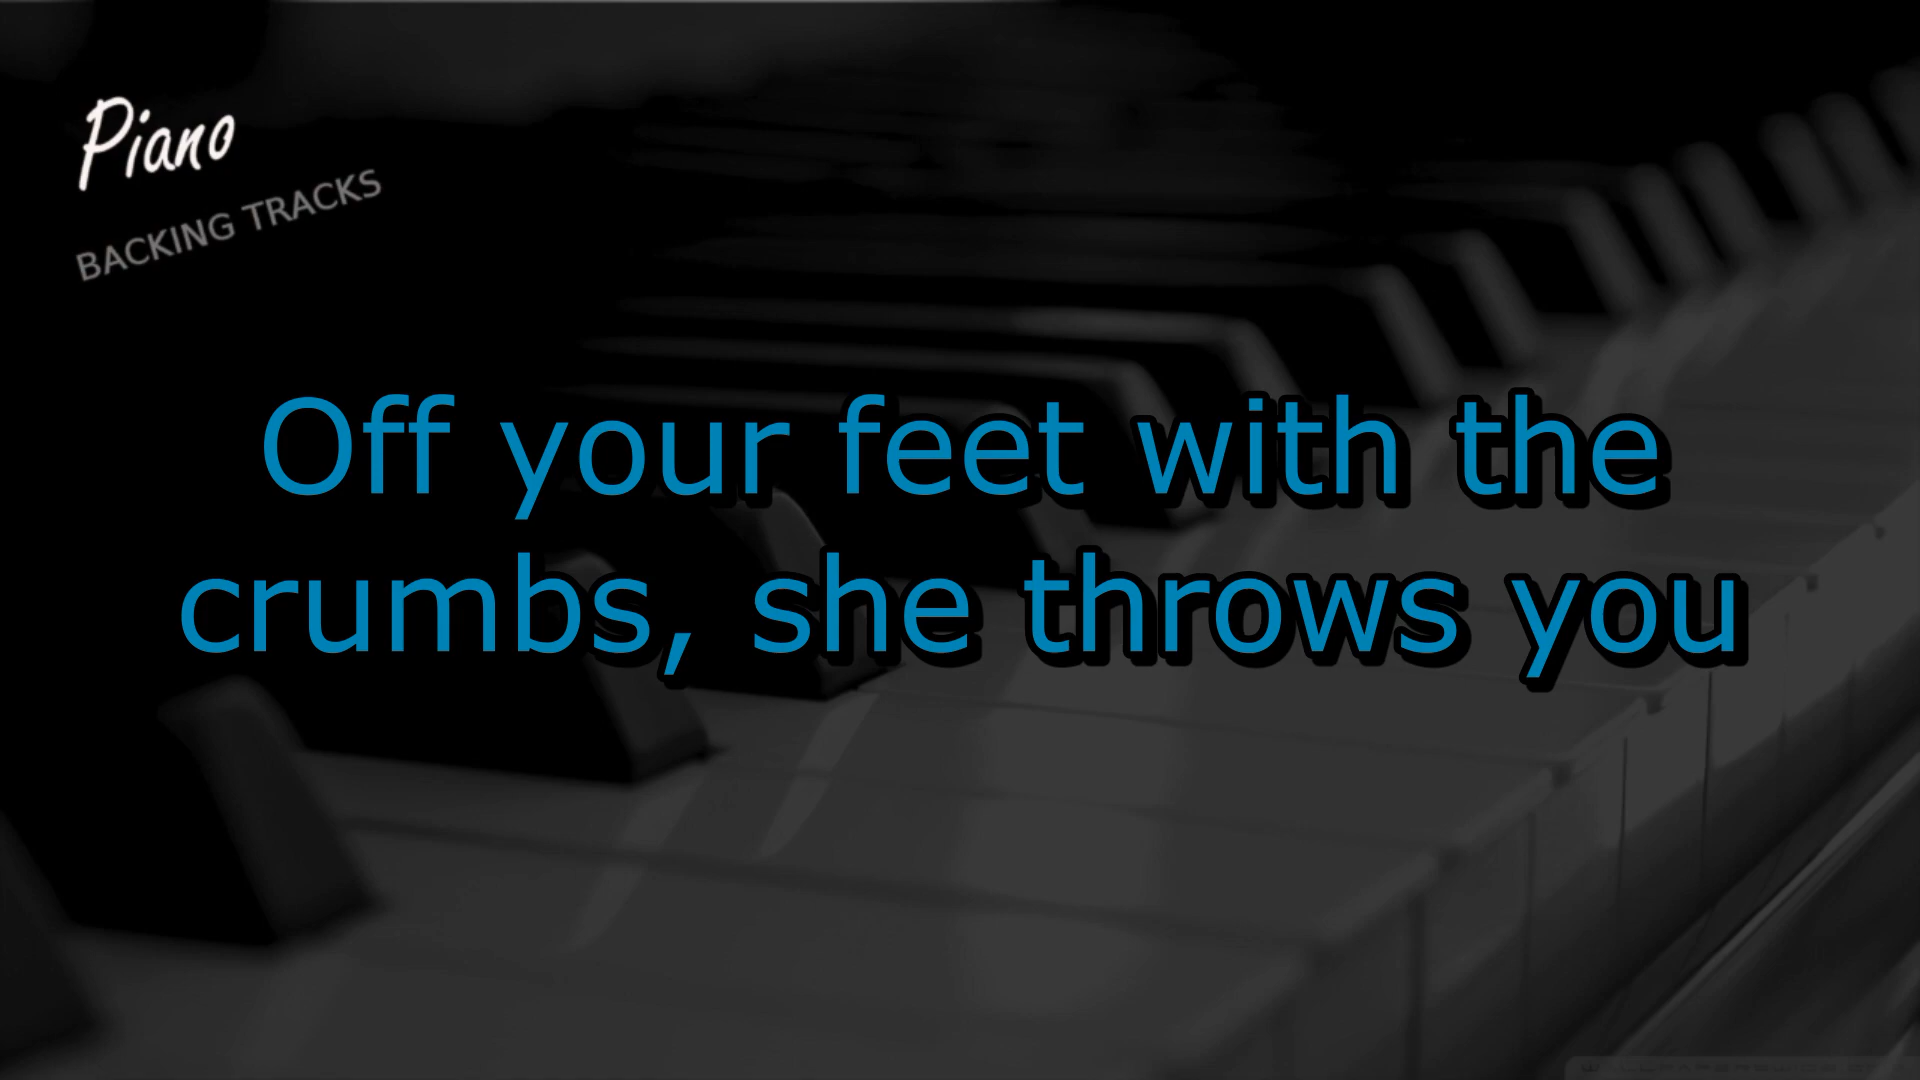 Piano
BACKING TRACKS
Off your feet with the
crumbs, she throws you